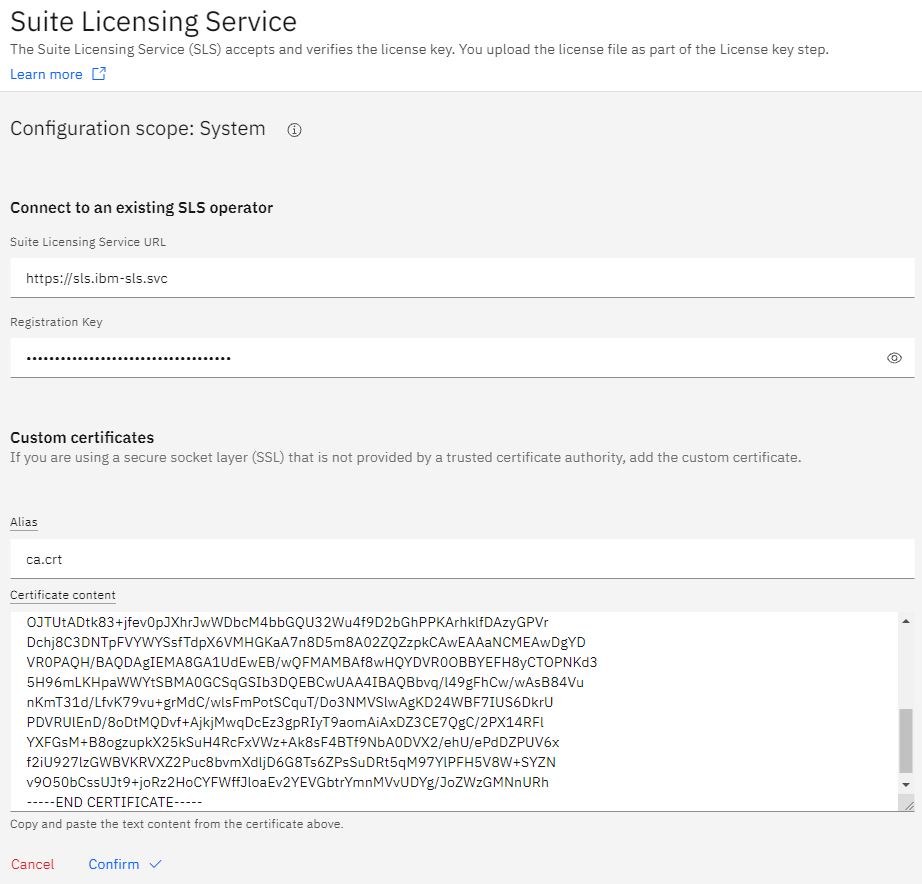 Suite Licensing Service
The Suite Licensing Service (SLS) accepts and verifies the license key. You upload the license file as part of the License key step.
Learn more
Configuration scope: System
Connect to an existing SLS operator
Suite Licensing Service URL
https://sls.ibm-sls.svc
Registration Key
••••••••••••••••••••••••••••••••••••
Custom certificates
If you are using a secure socket layer (SSL) that is not provided by a trusted certificate authority, add the custom certificate.
Alias
ca.crt
Certificate content
OJTUtADtk83+jfev0pJXhrJwWDbcM4bbGQU32Wu4f9D2bGhPPKArhklfDAzyGPVr
Dchj8C3DNTpFVYWYSsfTdpX6VMHGKaA7n8D5m8A02ZQZzpkCAwEAAaNCMEAwDgYD
VR0PAQH/BAQDAgIEMA8GA1UdEwEB/wQFMAMBAf8wHQYDVR0OBBYEFH8yCTOPNKd3
5H96mLKHpaWWYtSBMA0GCSqGSIb3DQEBCwUAA4IBAQBbvq/l49gFhCw/wAsB84Vu
nKmT31d/LfvK79vu+grMdC/wlsFmPotSCquT/Do3NMVSlwAgKD24WBF7IUS6DkrU
PDVRUlEnD/8oDtMQDvf+AjkjMwqDcEz3gpRIyT9aomAiAxDZ3CE7QgC/2PX14RFl
YXFGsM+B8ogzupkX25kSuH4RcFxVWz+Ak8sF4BTf9NbA0DVX2/ehU/ePdDZPUV6x
f2iU927lzGWBVKRVXZ2Puc8bvmXdljD6G8Ts6ZPsSuDRt5qM97YlPFH5V8W+SYZN
v9O50bCssUJt9+joRz2HoCYFWffJloaEv2YEVGbtrYmnMVvUDYg/JoZWzGMNnURh
-----END CERTIFICATE-----
Copy and paste the text content from the certificate above.
Cancel
Confirm